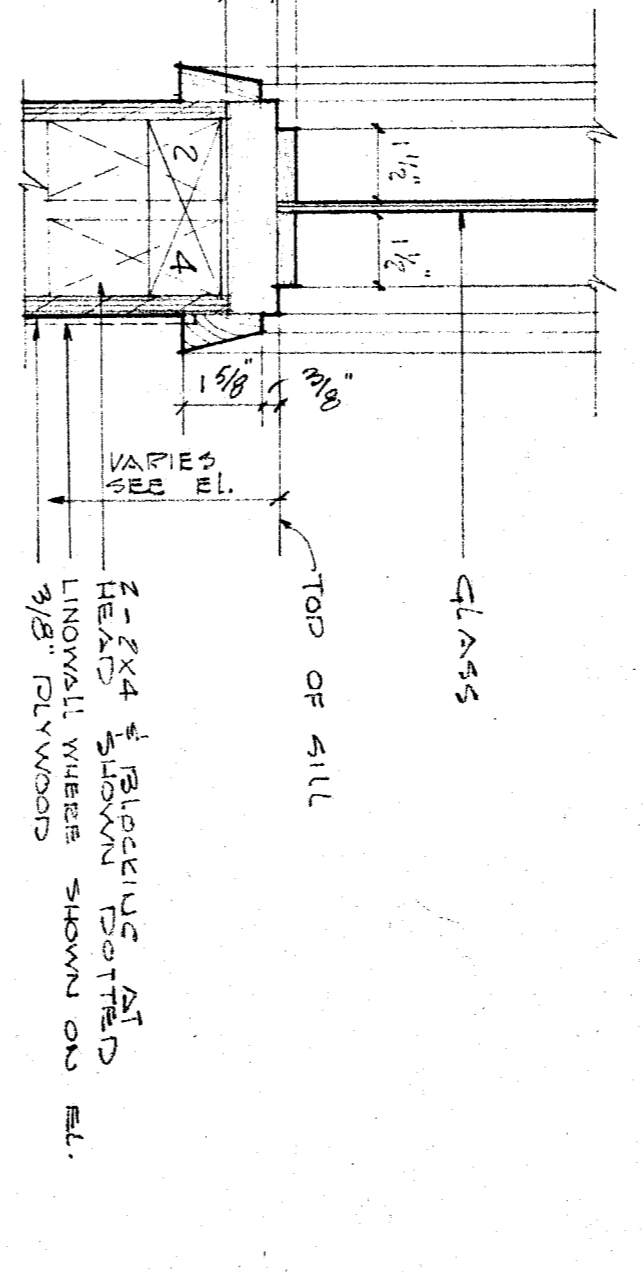 2 4
1 1/2"
1 1/2"
1 5/8"
3/8"
VARIES
SEE EL.
GLASS
TOP OF SILL
2-2X4 & BLOCKING AT
HEAD SHOWN DOTTED
LINOWALL WHERE SHOWN ON EL.
3/8" PLYWOOD